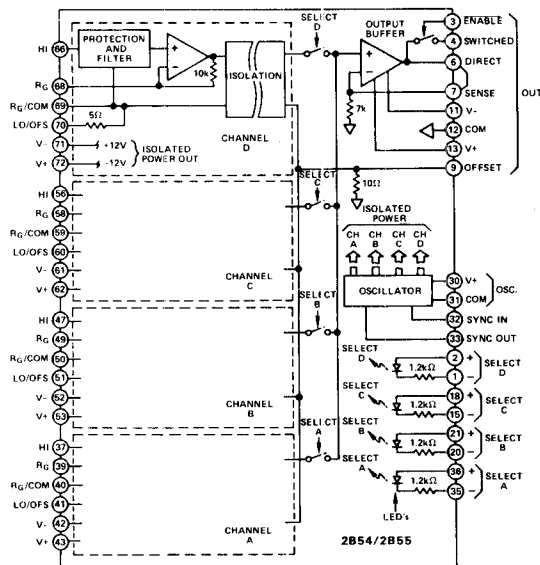 SELECT
D
OUTPUT
BUFFER
3 ENABLE
4 SWITCHED
6 DIRECT
7 SENSE
11 V-
12 COM
13 V+
9 OFFSET
OUT
HI 66
PROTECTION
AND
FILTER
+
-
10k
ISOLATION
+
-
7k
10Ω
RG 68
RG/COM 69
LO/OFS 70
5Ω
V- 71
+12V
V+ 72
-12V
ISOLATED
POWER OUT
CHANNEL
D
HI 56
RG 58
RG/COM 59
LO/OFS 60
V- 61
V+ 62
SELECT
C
CHANNEL
C
HI 47
RG 49
RG/COM 50
LO/OFS 51
V- 52
V+ 53
SELECT
B
CHANNEL
B
HI 37
RG 39
RG/COM 40
LO/OFS 41
V- 42
V+ 43
SELECT
A
CHANNEL
A
ISOLATED
POWER
CH
A
CH
B
CH
C
CH
D
OSCILLATOR
30 V+
31 COM
OSC.
32 SYNC IN
33 SYNC OUT
SELECT
D
1.2kΩ
2 +
1 -
SELECT
D
SELECT
C
1.2kΩ
18 +
15 -
SELECT
C
SELECT
B
1.2kΩ
21 +
20 -
SELECT
B
SELECT
A
1.2kΩ
36 +
35 -
SELECT
A
LED's
2B54/2B55